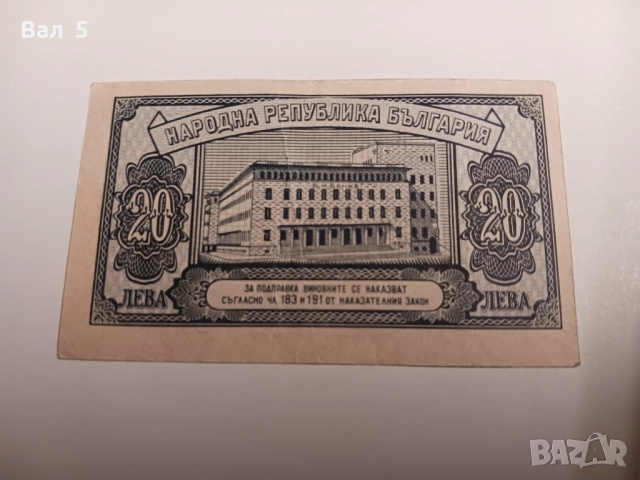 Вал 5
НАРОДНА РЕПУБЛИКА БЪЛГАРИЯ
20 20
ЛЕВА ЛЕВА
ЗА ПОДПРАВКА ВИНОВНИТЕ СЕ НАКАЗВАТ
СЪГЛАСНО ЧЛ. 183 И 191 ОТ НАКАЗАТЕЛНИЯ ЗАКОН
BAZAR